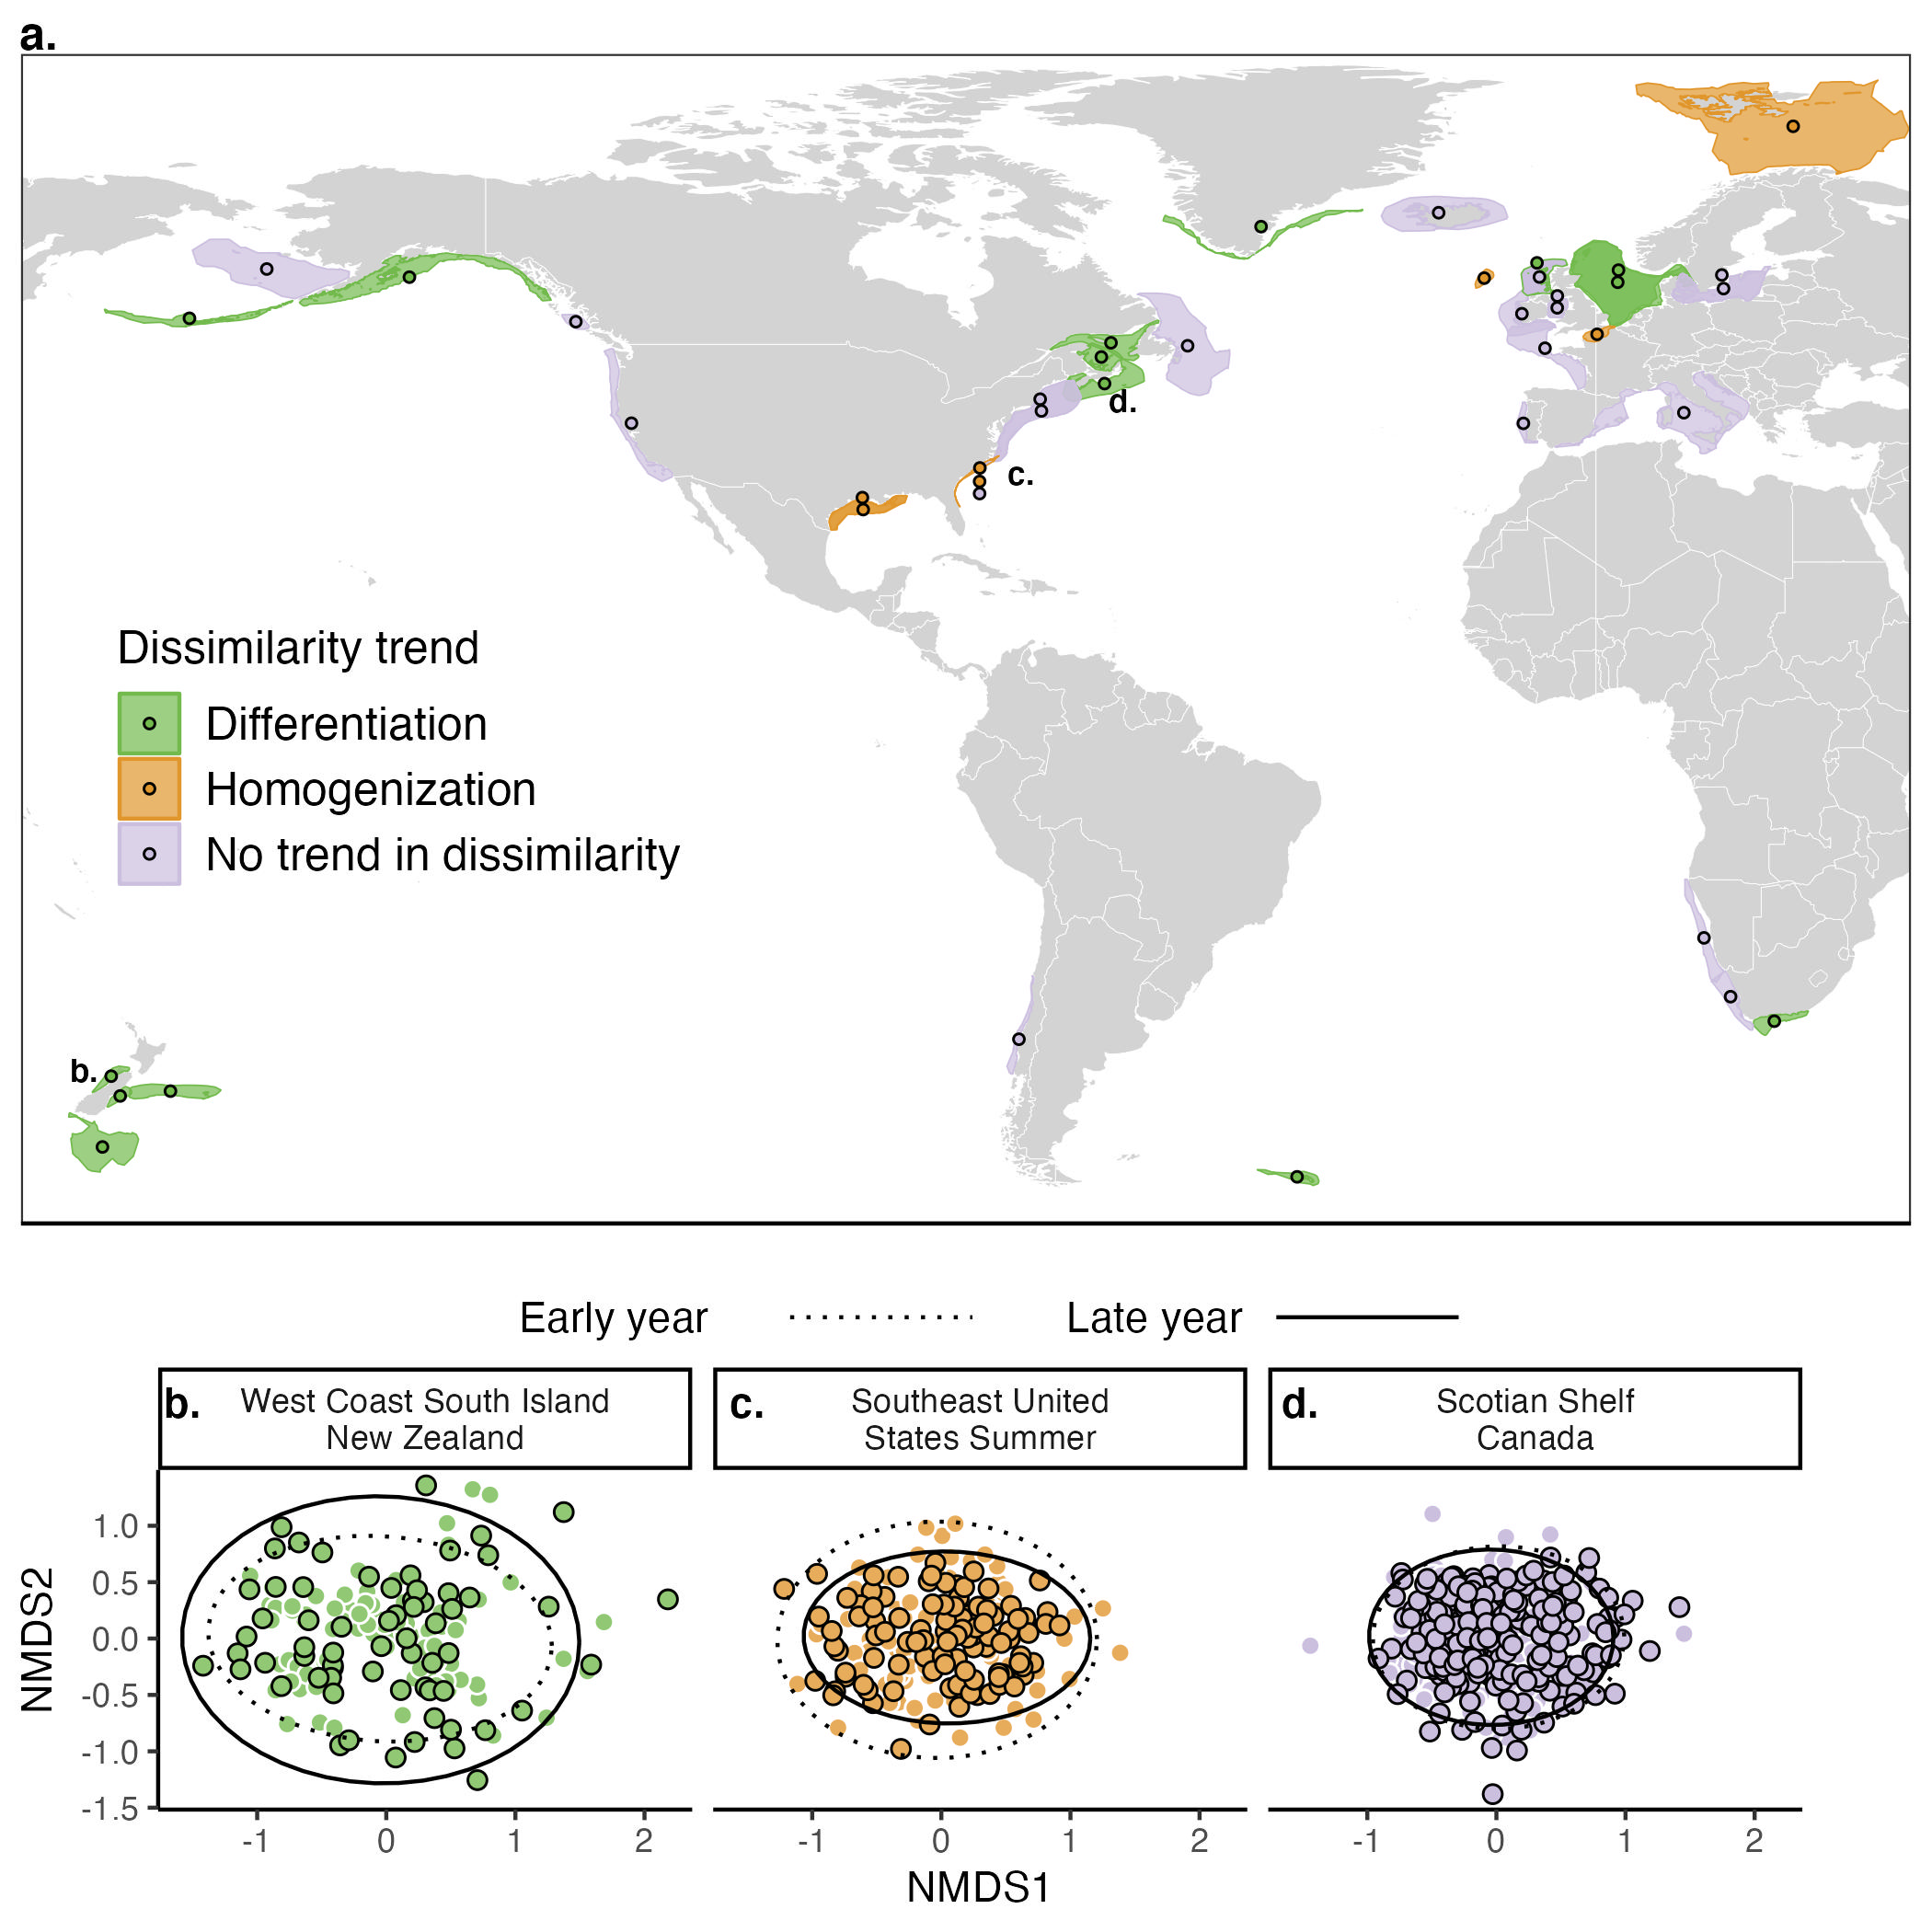 a.
d.
c.
Dissimilarity trend
Differentiation
Homogenization
No trend in dissimilarity
b.
Early year
Late year
b.
West Coast South Island
New Zealand
c.
Southeast United
States Summer
d.
Scotian Shelf
Canada
NMDS2
1.0
0.5
0.0
-0.5
-1.0
-1.5
-1 0 1 2
-1 0 1 2
-1 0 1 2
NMDS1